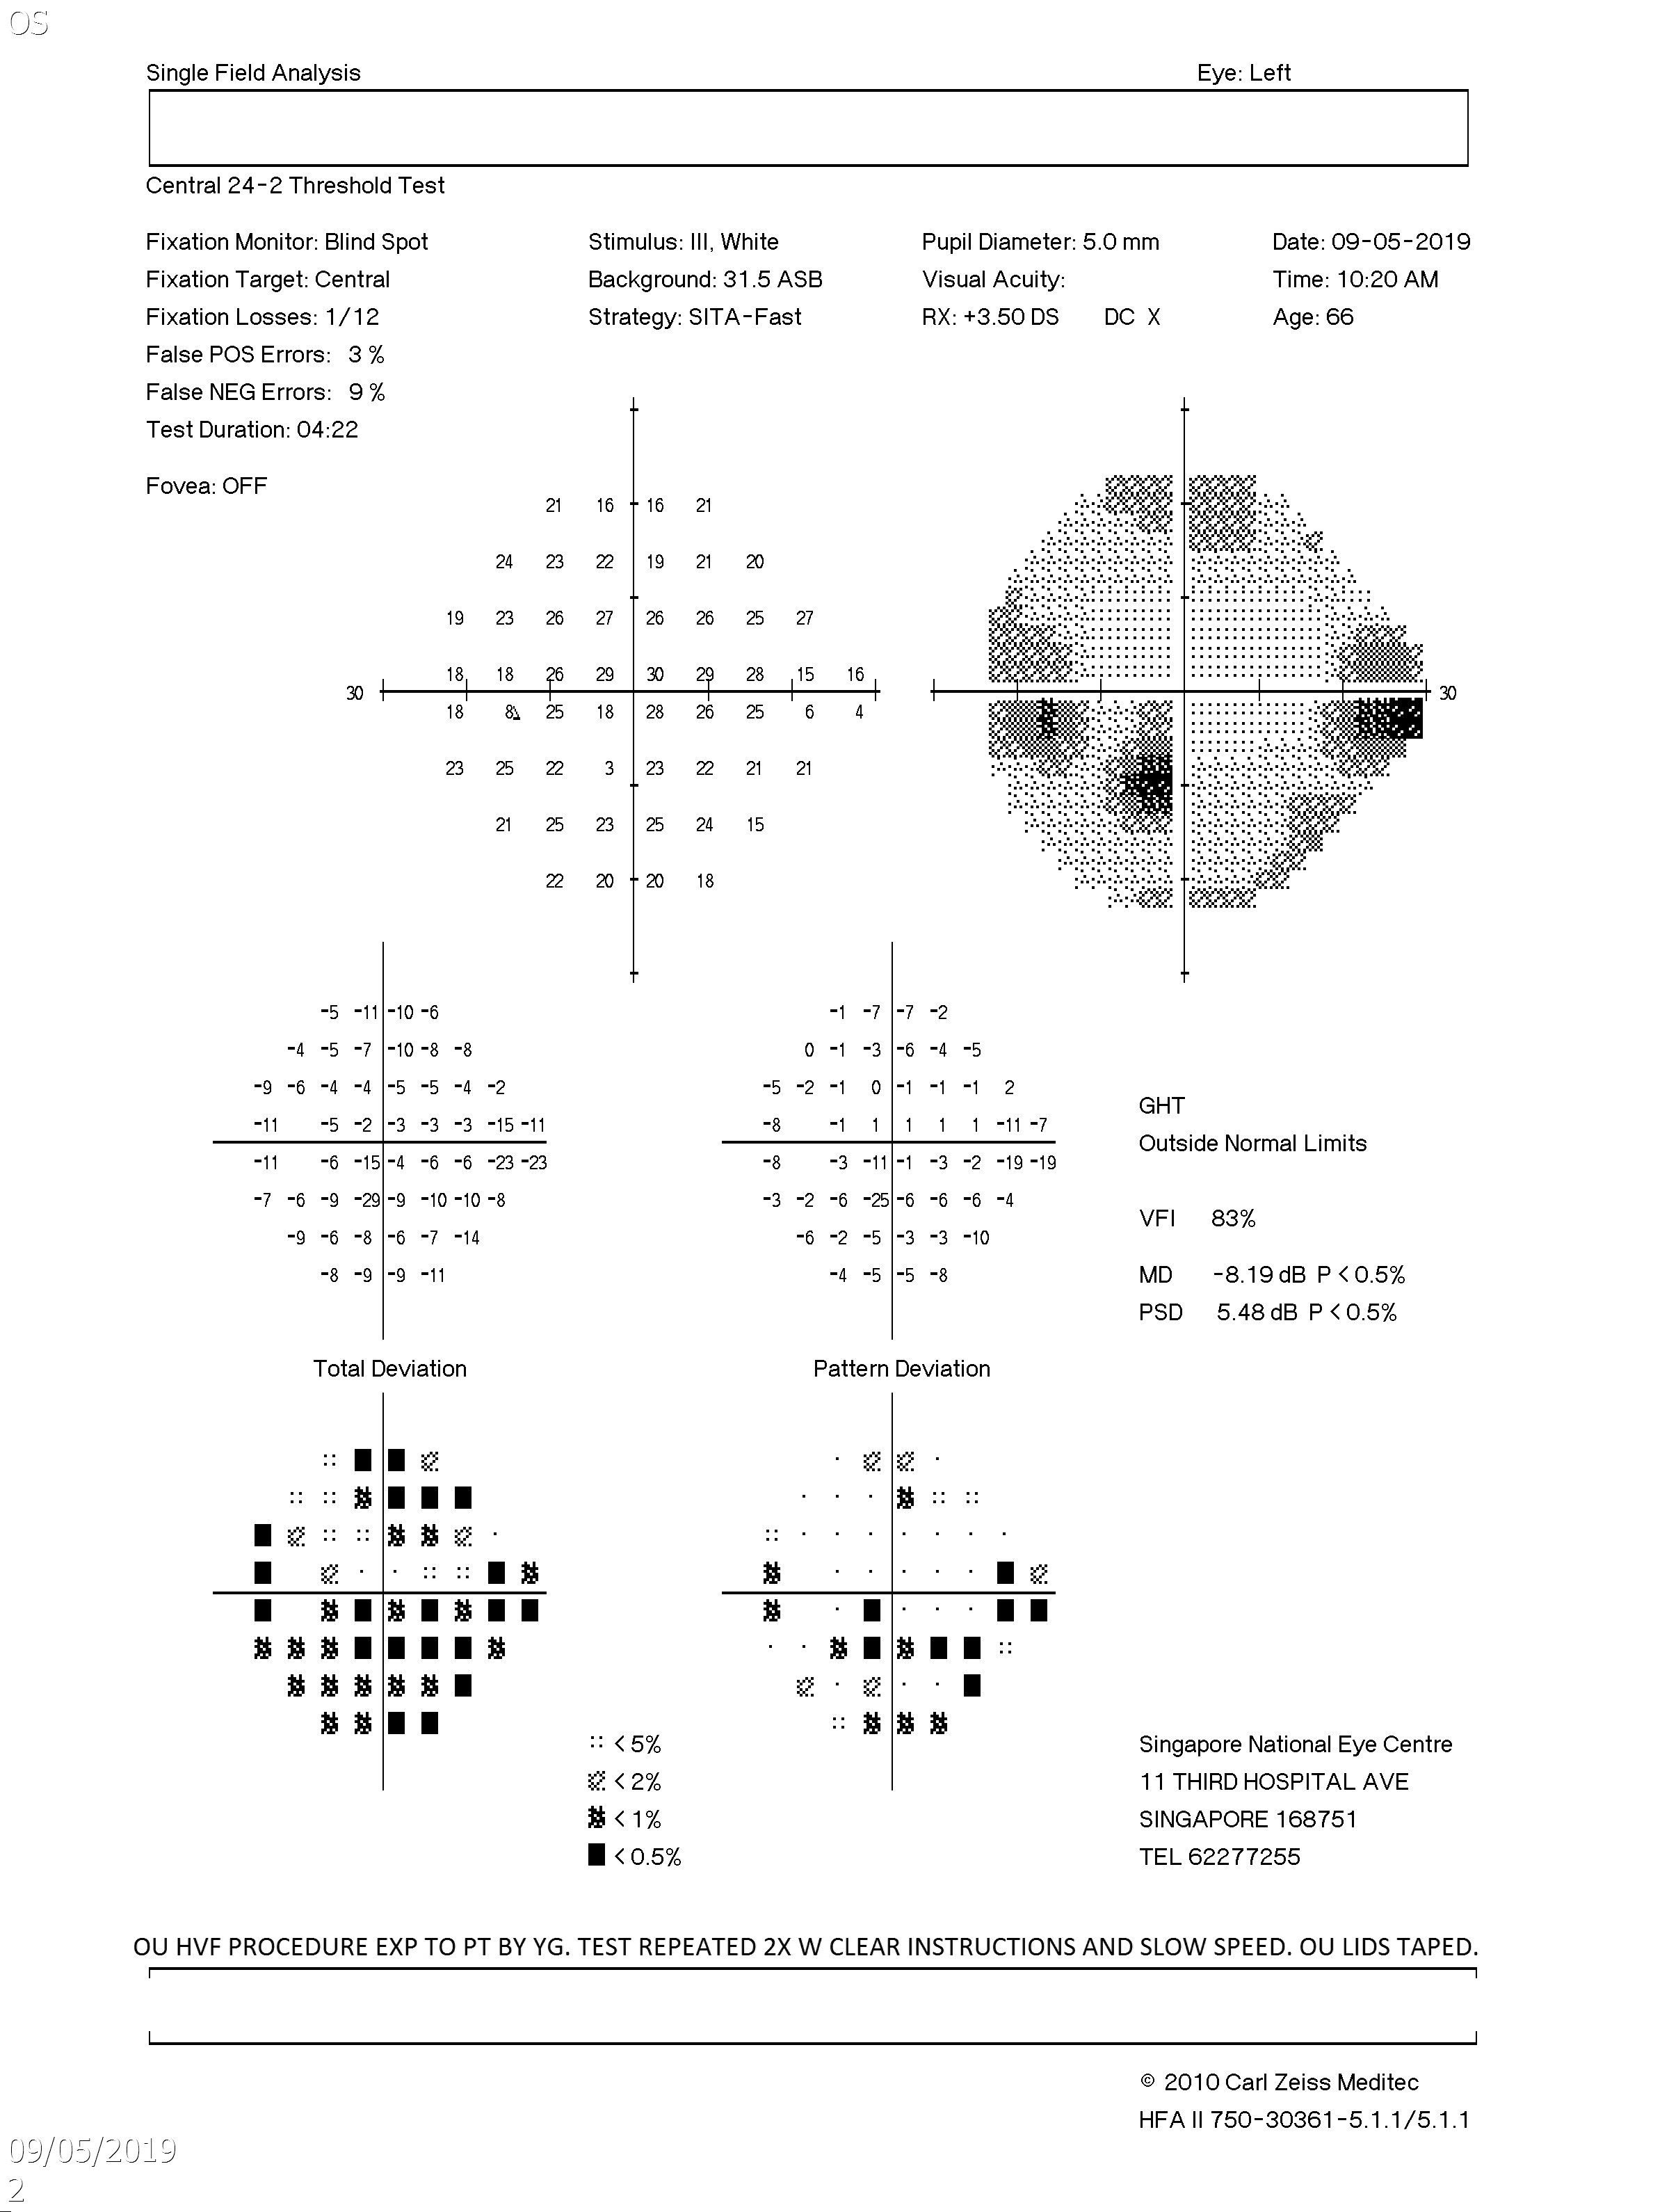 OS
Single Field Analysis Eye: Left
Central 24-2 Threshold Test
Fixation Monitor: Blind Spot Stimulus: III, White Pupil Diameter: 5.0 mm Date: 09-05-2019
Fixation Target: Central Background: 31.5 ASB Visual Acuity: Time: 10:20 AM
Fixation Losses: 1/12 Strategy: SITA-Fast RX: +3.50 DS DC X Age: 66
False POS Errors: 3 %
False NEG Errors: 9 %
Test Duration: 04:22
Fovea: OFF
21 16 16 21
24 23 22 19 21 20
19 23 26 27 26 26 25 27
18 18 26 29 30 29 28 15 16
30 30
18 8 25 18 28 26 25 6 4
23 25 22 3 23 22 21 21
21 25 23 25 24 15
22 20 20 18
-5 -11 -10 -6 -1 -7 -7 -2
-4 -5 -7 -10 -8 -8 0 -1 -3 -6 -4 -5
-9 -6 -4 -4 -5 -5 -4 -2 -5 -2 -1 0 -1 -1 -1 2
GHT
-11 -5 -2 -3 -3 -3 -15 -11 -8 -1 1 1 1 1 -11 -7
Outside Normal Limits
-11 -6 -15 -4 -6 -6 -23 -23 -8 -3 -11 -1 -3 -2 -19 -19
-7 -6 -9 -29 -9 -10 -10 -8 -3 -2 -6 -25 -6 -6 -6 -4
VFI 83%
-9 -6 -8 -6 -7 -14 -6 -2 -5 -3 -3 -10
-8 -9 -9 -11 -4 -5 -5 -8
MD -8.19 dB P < 0.5%
PSD 5.48 dB P < 0.5%
Total Deviation Pattern Deviation
< 5%
< 2%
< 1%
< 0.5%
Singapore National Eye Centre
11 THIRD HOSPITAL AVE
SINGAPORE 168751
TEL 62277255
OU HVF PROCEDURE EXP TO PT BY YG. TEST REPEATED 2X W CLEAR INSTRUCTIONS AND SLOW SPEED. OU LIDS TAPED.
© 2010 Carl Zeiss Meditec
HFA II 750-30361-5.1.1/5.1.1
09/05/2019
2